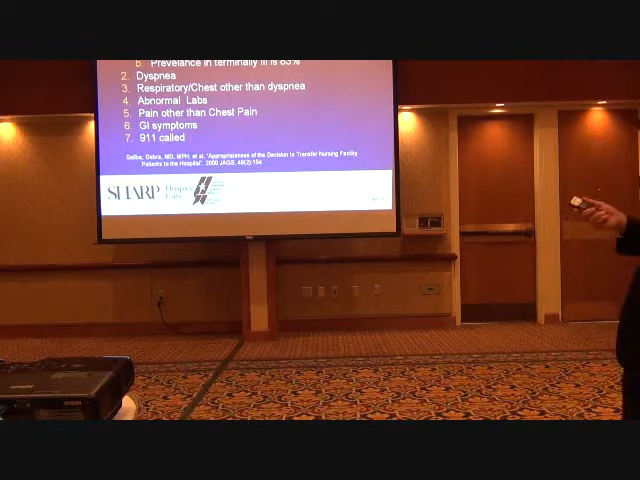 b. Prevelance in terminally ill is 83%
2. Dyspnea
3. Respiratory/Chest other than dyspnea
4. Abnormal Labs
5. Pain other than Chest Pain
6. GI symptoms
7. 911 called
Saliba, Debra, MD, MPH, et al, "Appropriateness of the Decision to Transfer Nursing Facility
Patients to the Hospital", 2000 JAGS, 48(2):154
SHARP Hospice
Care
EPSON